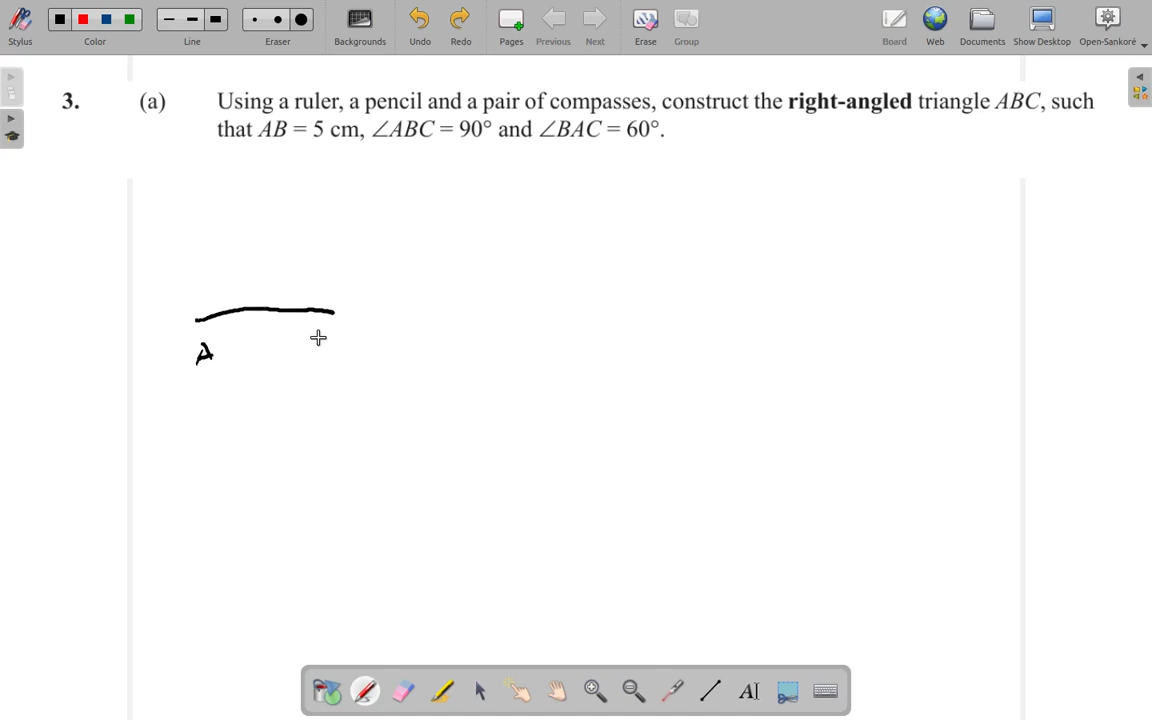 Stylus Color Line Eraser Backgrounds Undo Redo Pages Previous Next Erase Group Board Web Documents Show Desktop Open-Sankoré
3. (a) Using a ruler, a pencil and a pair of compasses, construct the right-angled triangle ABC, such
that AB = 5 cm, ∠ABC = 90° and ∠BAC = 60°.
A